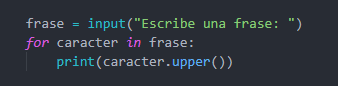 frase = input("Escribe una frase: ")
for caracter in frase:
    print(caracter.upper())